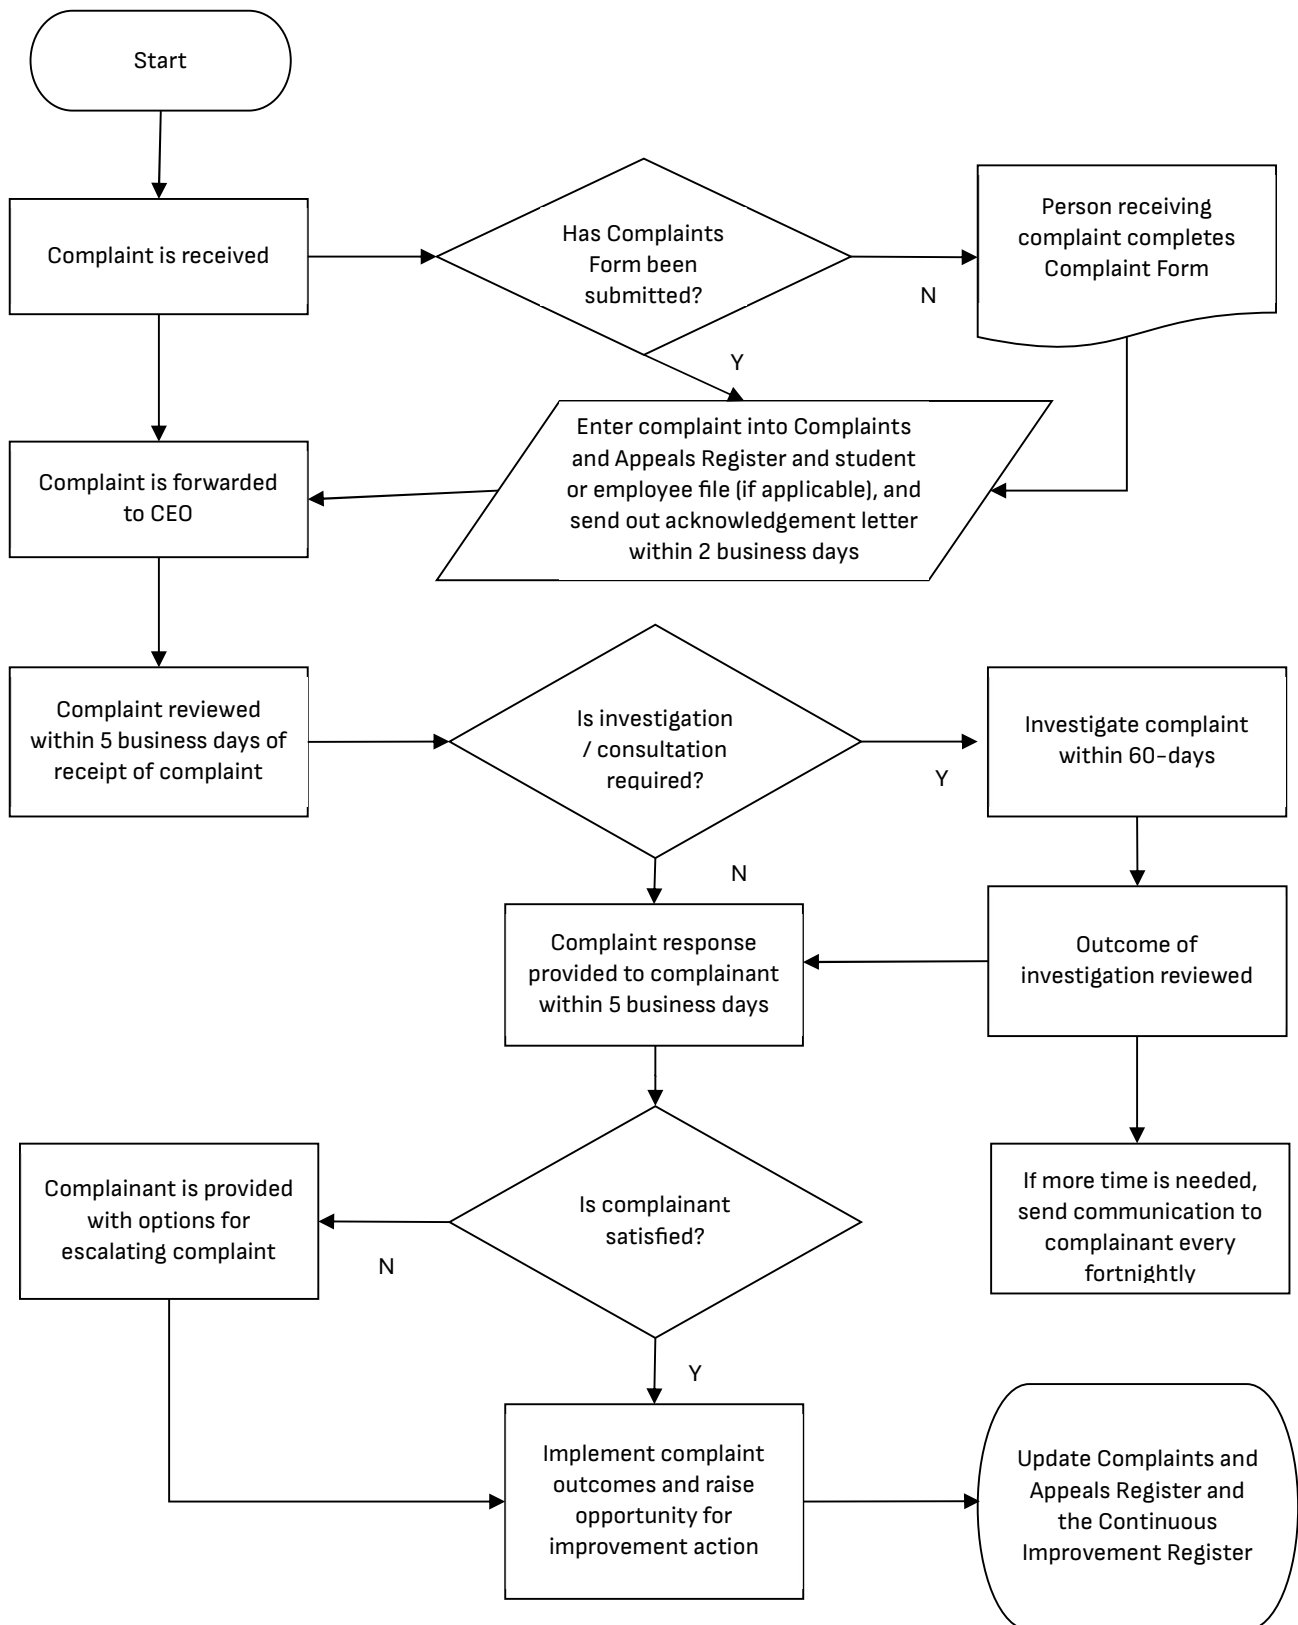 Start
Complaint is received
Has Complaints
Form been
submitted?
N
Person receiving
complaint completes
Complaint Form
Y
Complaint is forwarded
to CEO
Enter complaint into Complaints
and Appeals Register and student
or employee file (if applicable), and
send out acknowledgement letter
within 2 business days
Complaint reviewed
within 5 business days of
receipt of complaint
Is investigation
/ consultation
required?
Y
Investigate complaint
within 60-days
N
Complaint response
provided to complainant
within 5 business days
Outcome of
investigation reviewed
Complainant is provided
with options for
escalating complaint
N
Is complainant
satisfied?
If more time is needed,
send communication to
complainant every
fortnightly
Y
Implement complaint
outcomes and raise
opportunity for
improvement action
Update Complaints and
Appeals Register and
the Continuous
Improvement Register